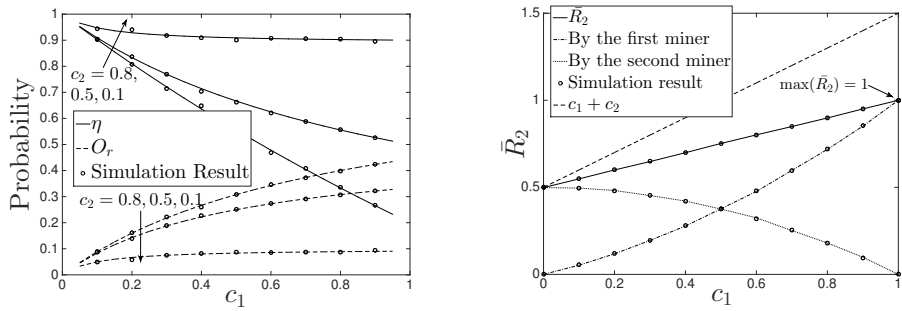 1
0.9
0.8
0.7
0.6
0.5
0.4
0.3
0.2
0.1
0
Probability
c₂ = 0.8,
0.5, 0.1
η
Oᵣ
Simulation Result
c₂ = 0.8, 0.5, 0.1
0 0.2 0.4 0.6 0.8 1
c₁
1.5
1.0
0.5
0
R̄₂
R̄₂
By the first miner
By the second miner
Simulation result
c₁ + c₂
max(R̄₂) = 1
0 0.2 0.4 0.6 0.8 1
c₁